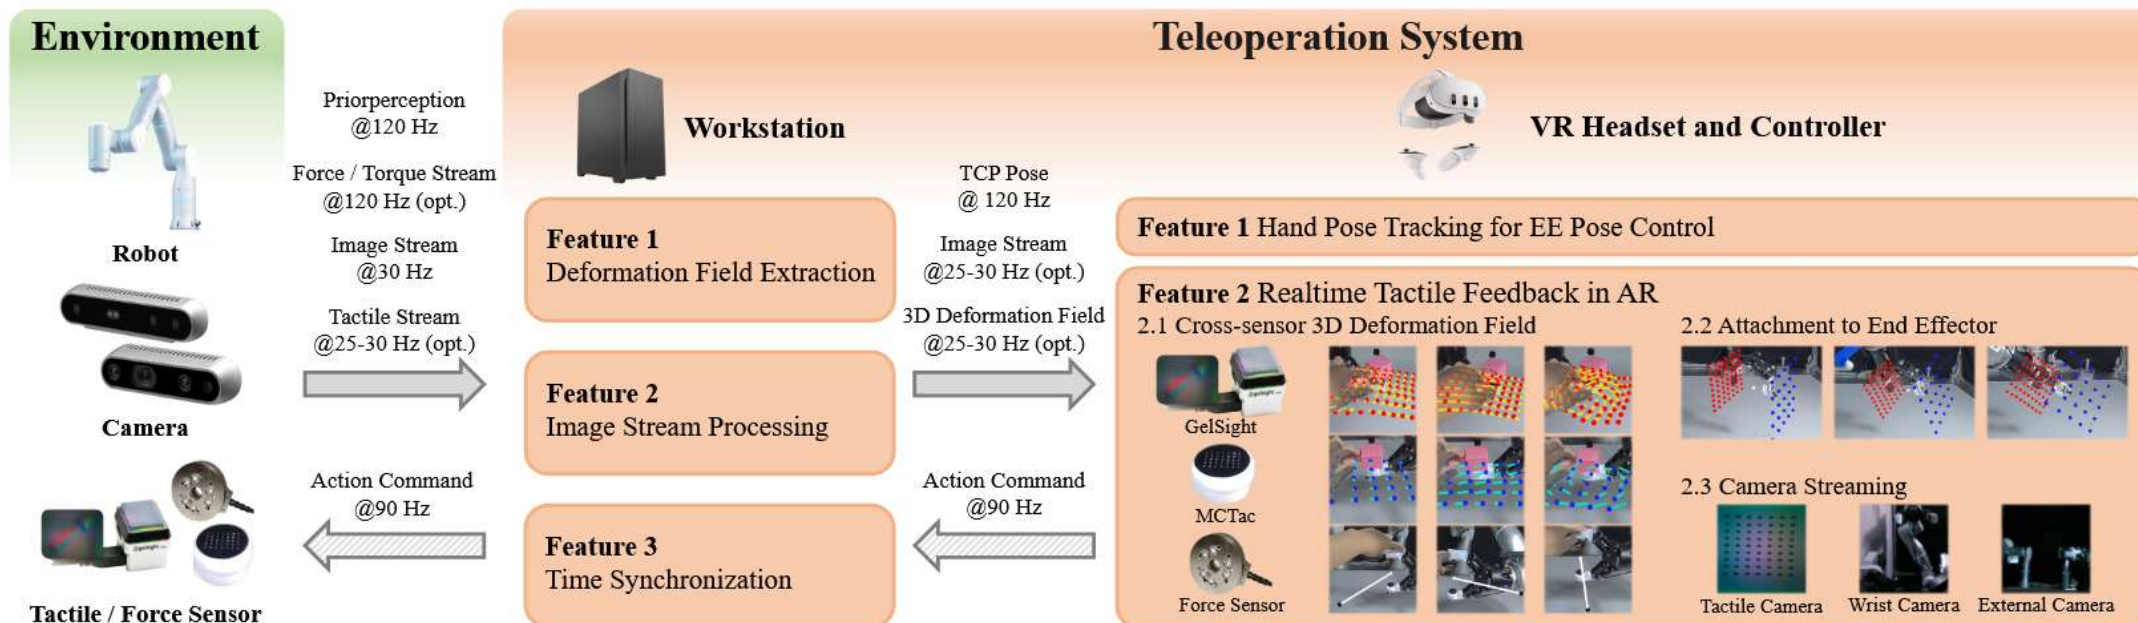 Environment
Robot
Camera
Tactile / Force Sensor
Priorperception
@120 Hz
Force / Torque Stream
@120 Hz (opt.)
Image Stream
@30 Hz
Tactile Stream
@25-30 Hz (opt.)
Action Command
@90 Hz
Teleoperation System
Workstation
Feature 1
Deformation Field Extraction
Feature 2
Image Stream Processing
Feature 3
Time Synchronization
TCP Pose
@ 120 Hz
Image Stream
@25-30 Hz (opt.)
3D Deformation Field
@25-30 Hz (opt.)
Action Command
@90 Hz
VR Headset and Controller
Feature 1 Hand Pose Tracking for EE Pose Control
Feature 2 Realtime Tactile Feedback in AR
2.1 Cross-sensor 3D Deformation Field
GelSight
MCTac
Force Sensor
2.2 Attachment to End Effector
2.3 Camera Streaming
Tactile Camera
Wrist Camera
External Camera